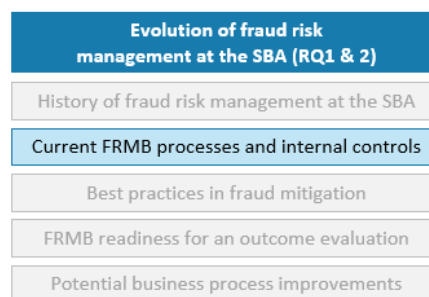 Evolution of fraud risk
management at the SBA (RQ1 & 2)
History of fraud risk management at the SBA
Current FRMB processes and internal controls
Best practices in fraud mitigation
FRMB readiness for an outcome evaluation
Potential business process improvements